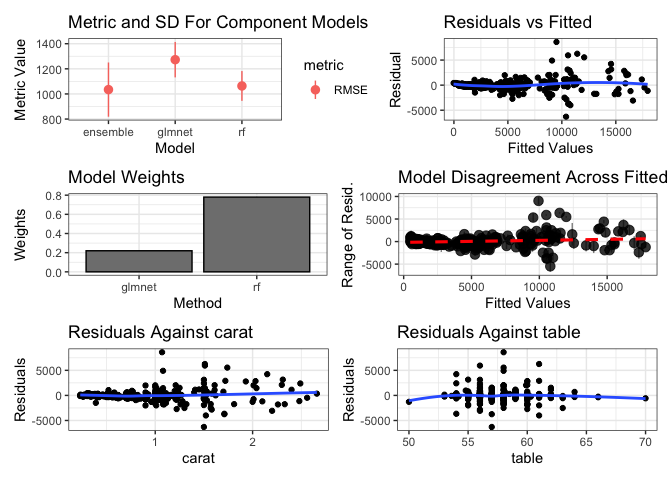 Metric and SD For Component Models
Metric Value
1400
1200
1000
800
ensemble glmnet rf
Model
metric
RMSE
Residuals vs Fitted
Residual
5000
0
-5000
0 5000 10000 15000
Fitted Values
Model Weights
Weights
0.8
0.6
0.4
0.2
0.0
glmnet rf
Method
Model Disagreement Across Fitted
Range of Resid.
10000
5000
0
-5000
0 5000 10000 15000
Fitted Values
Residuals Against carat
Residuals
5000
0
-5000
1 2
carat
Residuals Against table
Residuals
5000
0
-5000
50 55 60 65 70
table